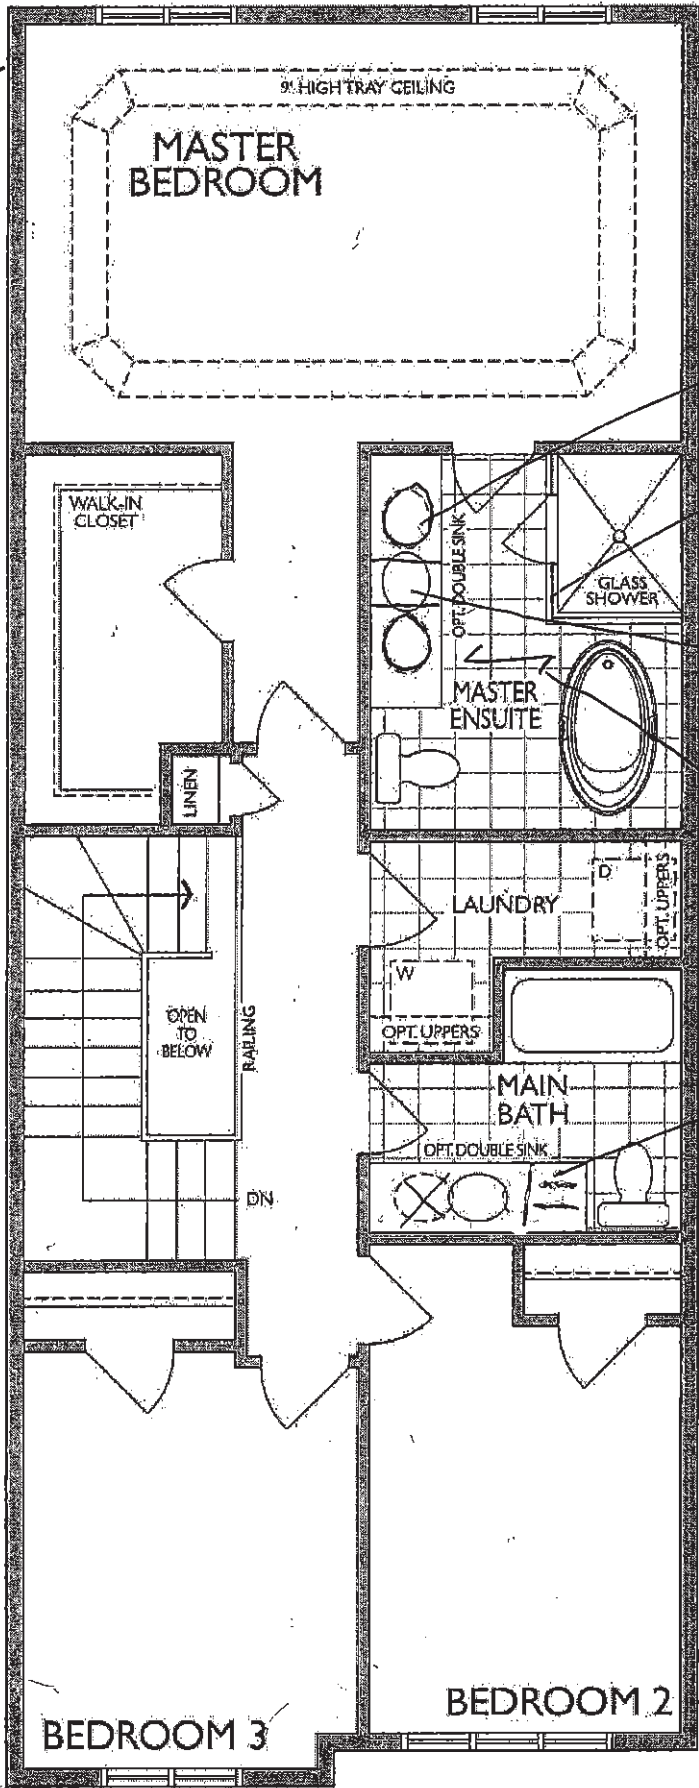 9' HIGH TRAY CEILING
MASTER
BEDROOM
WALK-IN
CLOSET
OPT. DOUBLE SINK
GLASS
SHOWER
MASTER
ENSUITE
LINEN
LAUNDRY
D
OPT. UPPERS
W
OPT. UPPERS
OPEN
TO
BELOW
RAILING
MAIN
BATH
OPT. DOUBLE SINK
DN
BEDROOM 2
BEDROOM 3